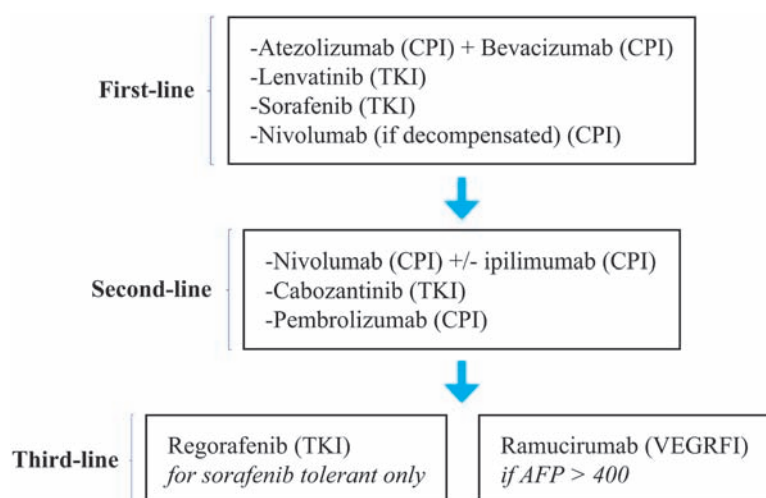 First-line
-Atezolizumab (CPI) + Bevacizumab (CPI)
-Lenvatinib (TKI)
-Sorafenib (TKI)
-Nivolumab (if decompensated) (CPI)
Second-line
-Nivolumab (CPI) +/- ipilimumab (CPI)
-Cabozantinib (TKI)
-Pembrolizumab (CPI)
Third-line
Regorafenib (TKI)
for sorafenib tolerant only
Ramucirumab (VEGRFI)
if AFP > 400